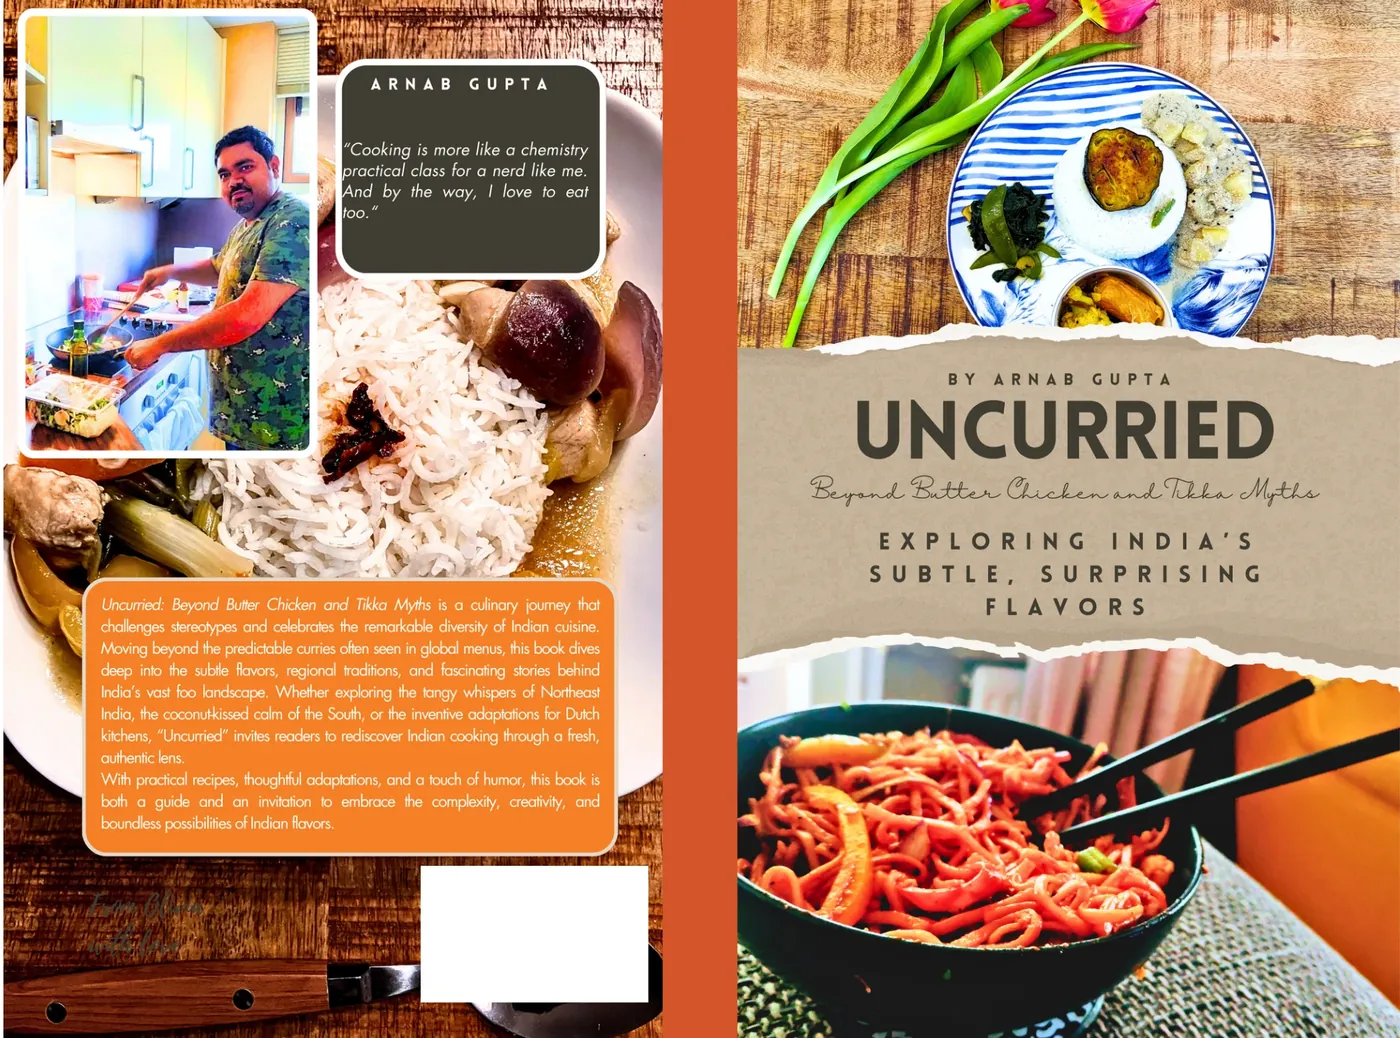 ARNAB GUPTA
“Cooking is more like a chemistry
practical class for a nerd like me.
And by the way, I love to eat
too.“
Uncurried: Beyond Butter Chicken and Tikka Myths is a culinary journey that
challenges stereotypes and celebrates the remarkable diversity of Indian cuisine.
Moving beyond the predictable curries often seen in global menus, this book dives
deep into the subtle flavors, regional traditions, and fascinating stories behind
India’s vast foo landscape. Whether exploring the tangy whispers of Northeast
India, the coconut-kissed calm of the South, or the inventive adaptations for Dutch
kitchens, “Uncurried” invites readers to rediscover Indian cooking through a fresh,
authentic lens.
With practical recipes, thoughtful adaptations, and a touch of humor, this book is
both a guide and an invitation to embrace the complexity, creativity, and
boundless possibilities of Indian flavors.
with love
BY ARNAB GUPTA
UNCURRIED
Beyond Butter Chicken and Tikka Myths
EXPLORING INDIA’S
SUBTLE, SURPRISING
FLAVORS